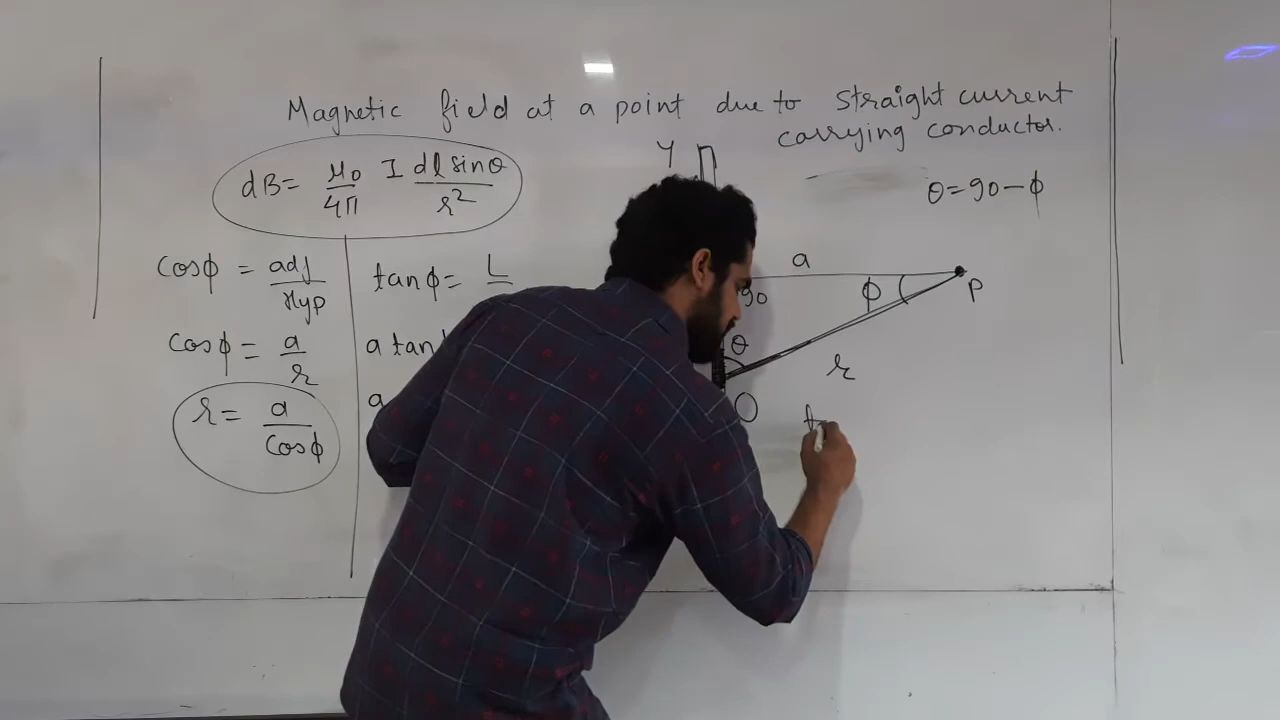 Magnetic field at a point due to straight current
carrying conductor.
dB = μ0/4π I dl sinθ/r²
θ = 90 - ϕ
Cosϕ = adj/Hyp
Cosϕ = a/r
r = a/Cosϕ
tanϕ = L
a tan
a
Y
a
90
ϕ
P
θ
r
O